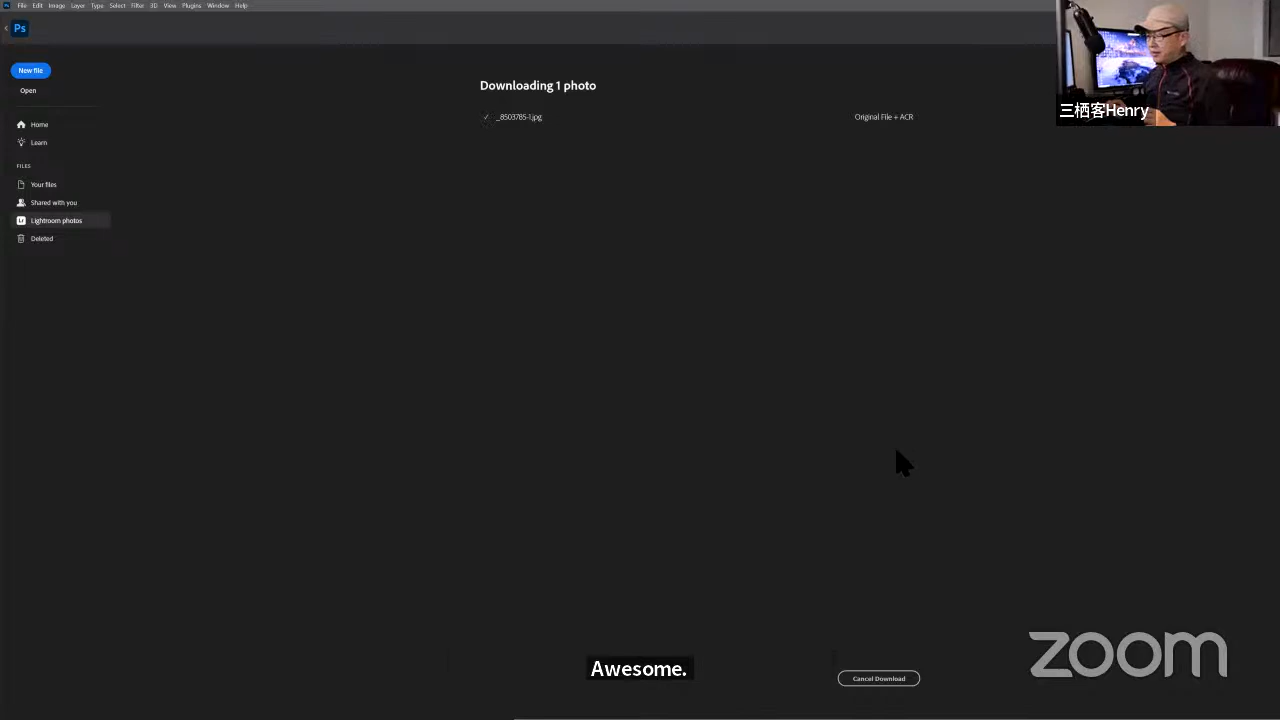 File Edit Image Layer Type Select Filter 3D View Plugins Window Help
Ps
New file
Open
Home
Learn
FILES
Your files
Shared with you
Lr Lightroom photos
Deleted
Downloading 1 photo
_8503785-1.jpg Original File + ACR
三栖客Henry
Awesome.
Cancel Download
zoom